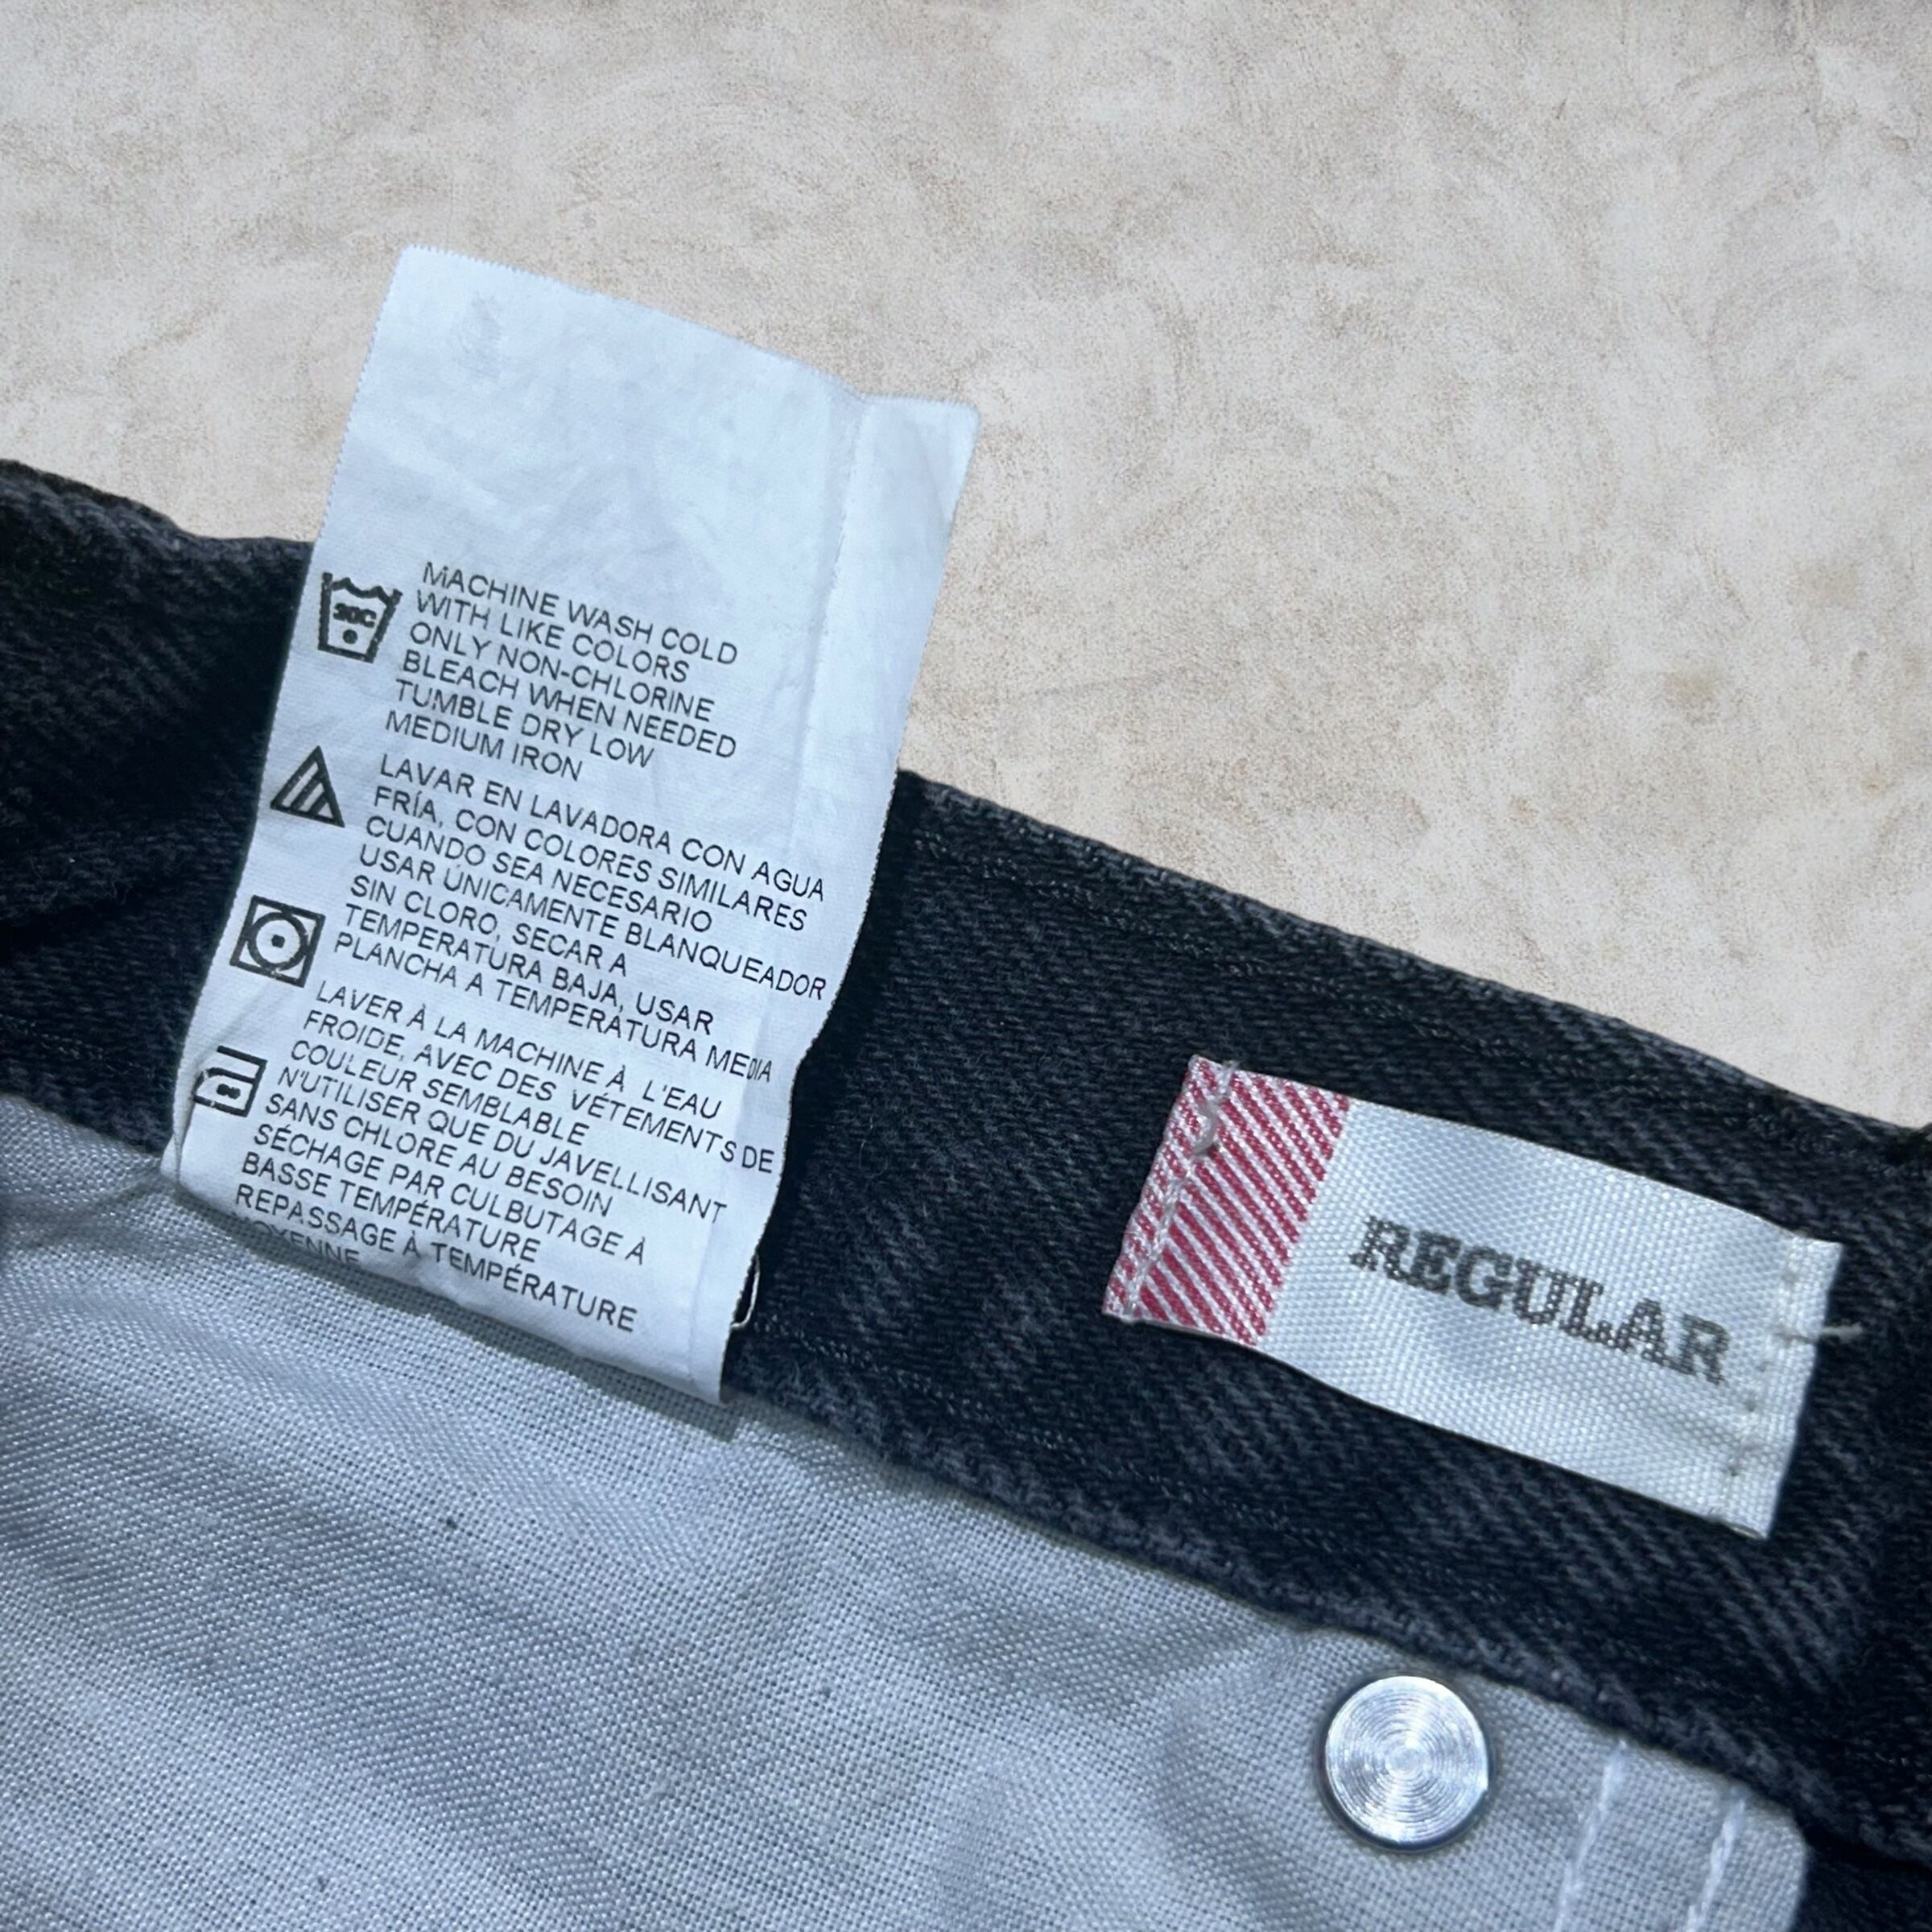 MACHINE WASH COLD
WITH LIKE COLORS
ONLY NON-CHLORINE
BLEACH WHEN NEEDED
TUMBLE DRY LOW
MEDIUM IRON
LAVAR EN LAVADORA CON AGUA
FRÍA, CON COLORES SIMILARES
CUANDO SEA NECESARIO
USAR ÚNICAMENTE BLANQUEADOR
SIN CLORO, SECAR A
TEMPERATURA BAJA, USAR
PLANCHA A TEMPERATURA MEDIA
LAVER À LA MACHINE À L'EAU
FROIDE, AVEC DES VÊTEMENTS DE
COULEUR SEMBLABLE
N'UTILISER QUE DU JAVELLISANT
SANS CHLORE AU BESOIN
SÉCHAGE PAR CULBUTAGE À
BASSE TEMPÉRATURE
REPASSAGE À TEMPÉRATURE
MOYENNE
REGULAR